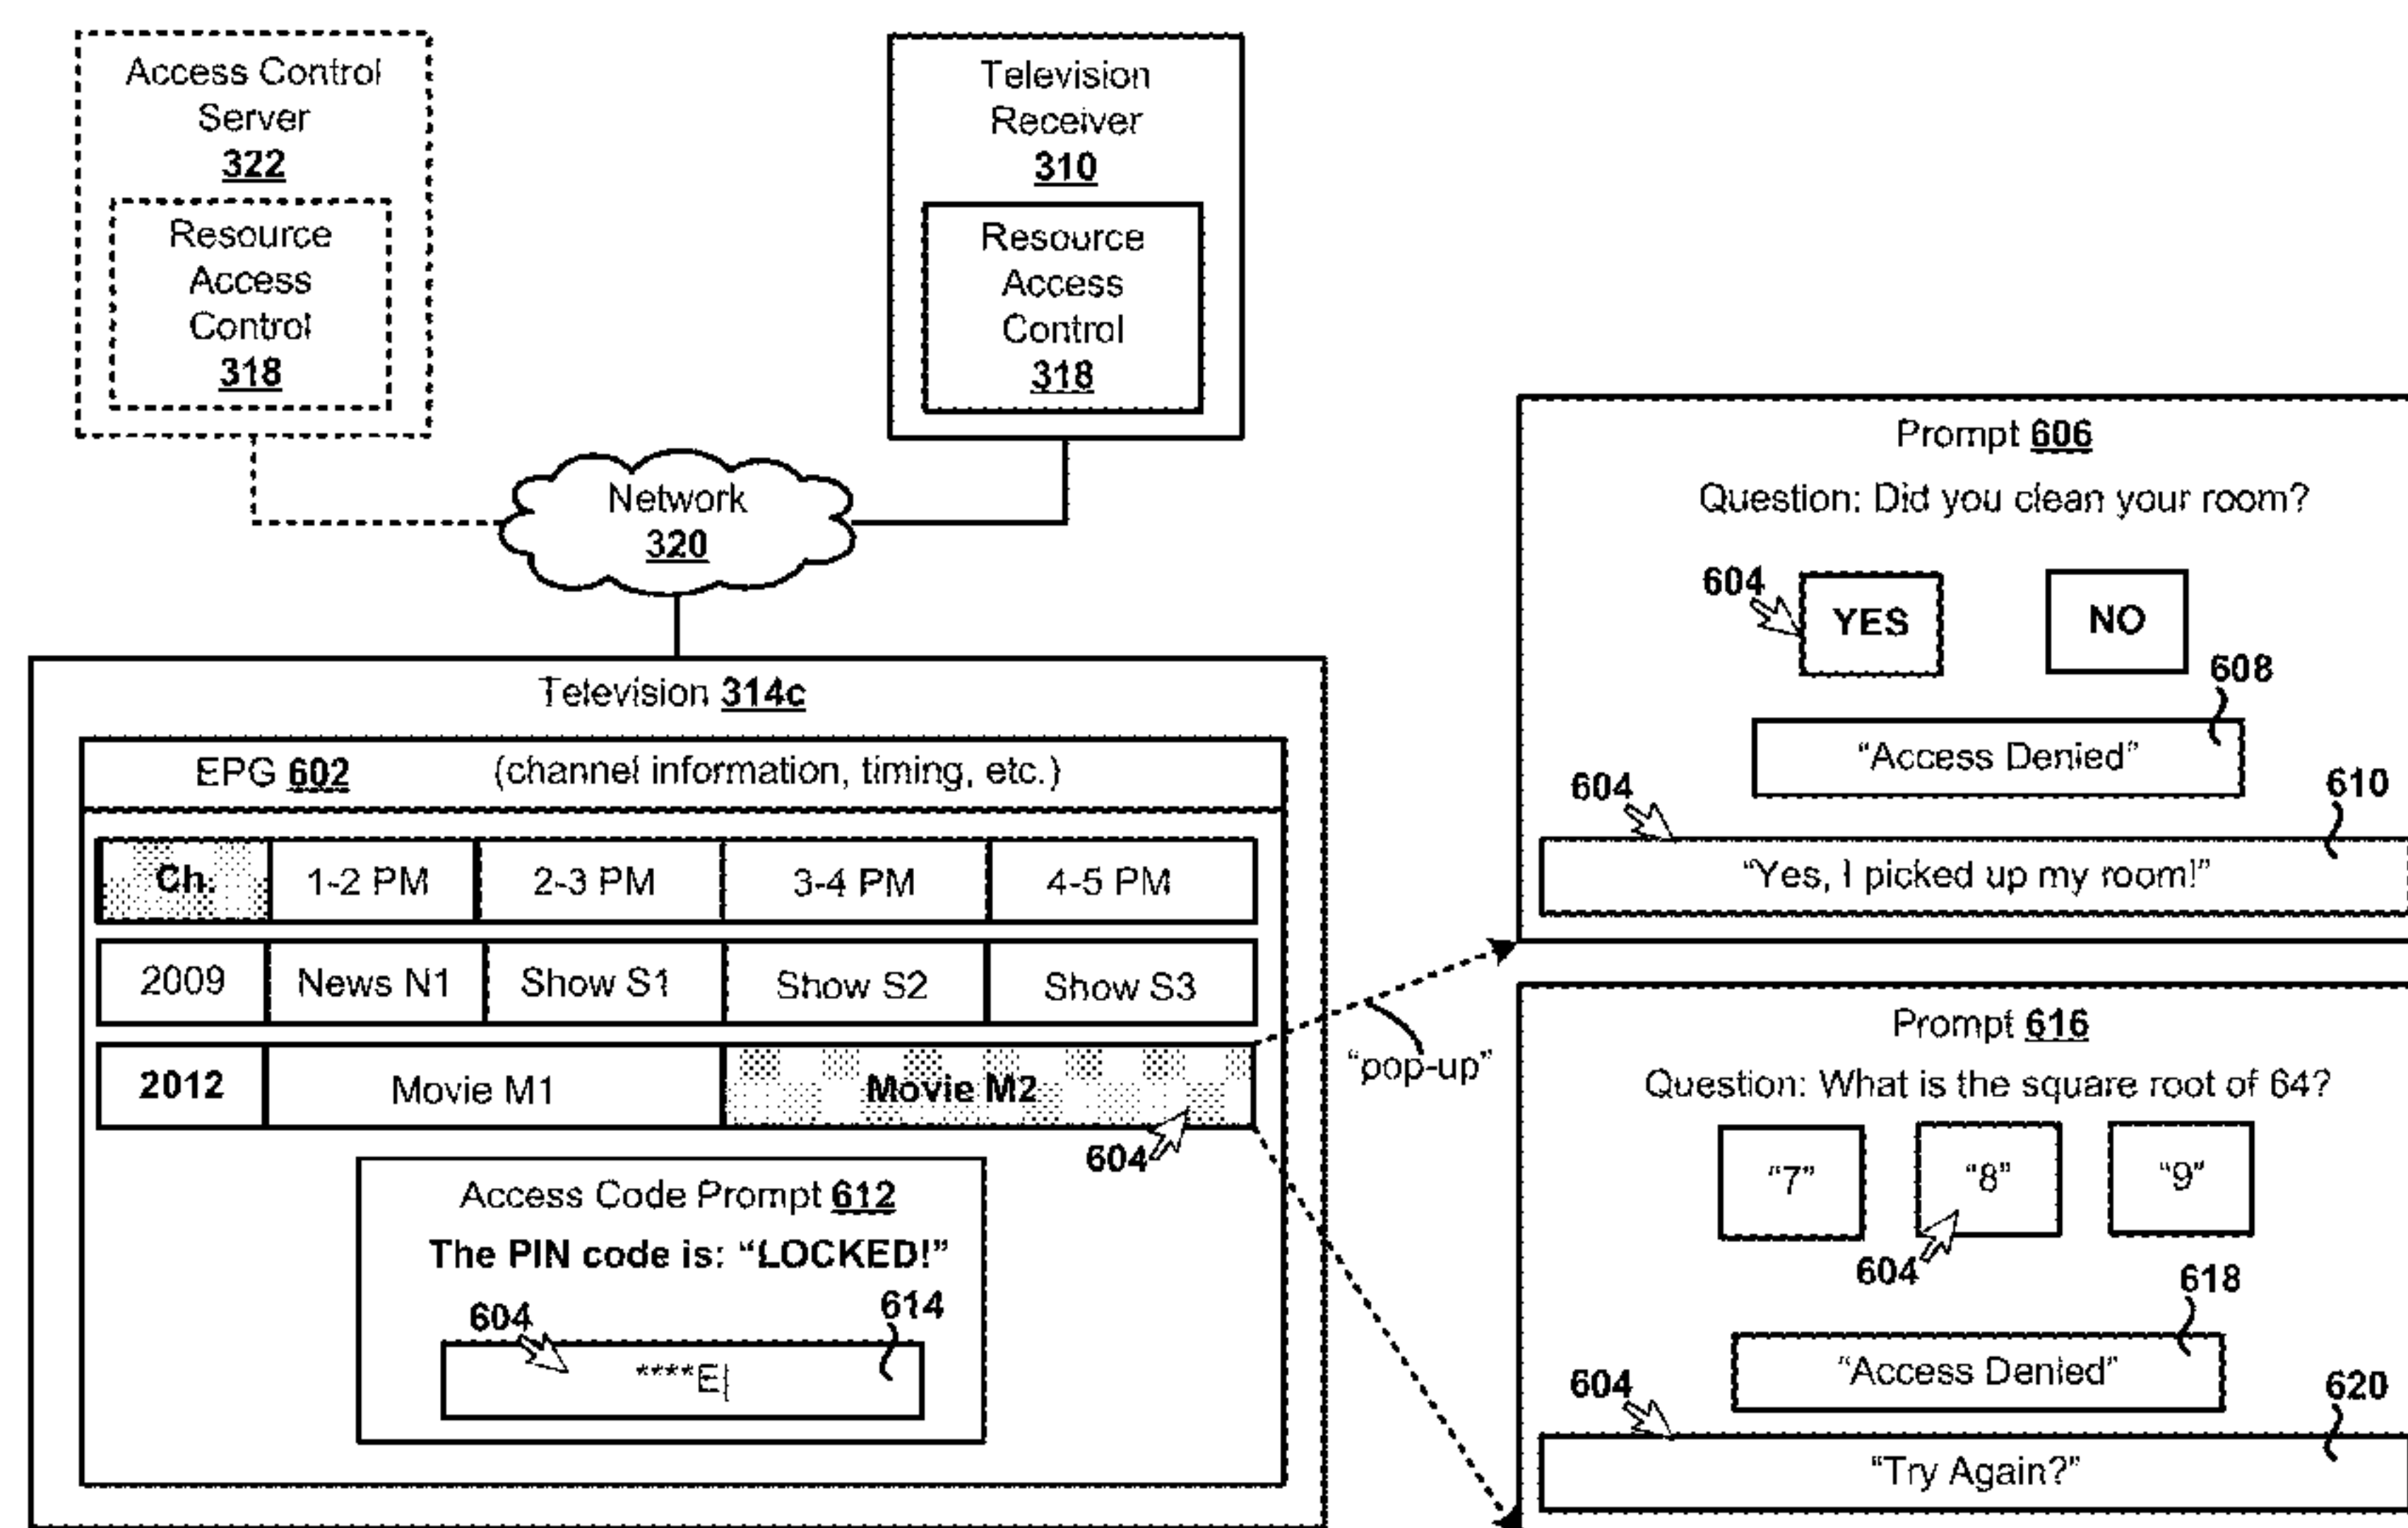 Access Control
Server
322
Resource
Access
Control
318
Television
Receiver
310
Resource
Access
Control
318
Network
320
Television 314c
EPG 602 (channel information, timing, etc.)
Ch. 1-2 PM 2-3 PM 3-4 PM 4-5 PM
2009 News N1 Show S1 Show S2 Show S3
2012 Movie M1 Movie M2
604
Access Code Prompt 612
The PIN code is: “LOCKED!”
604 614
****E|
“pop-up”
Prompt 606
Question: Did you clean your room?
604 YES NO
608
“Access Denied”
604 610
“Yes, I picked up my room!”
Prompt 616
Question: What is the square root of 64?
“7” “8” “9”
604 618
“Access Denied”
604 620
“Try Again?”